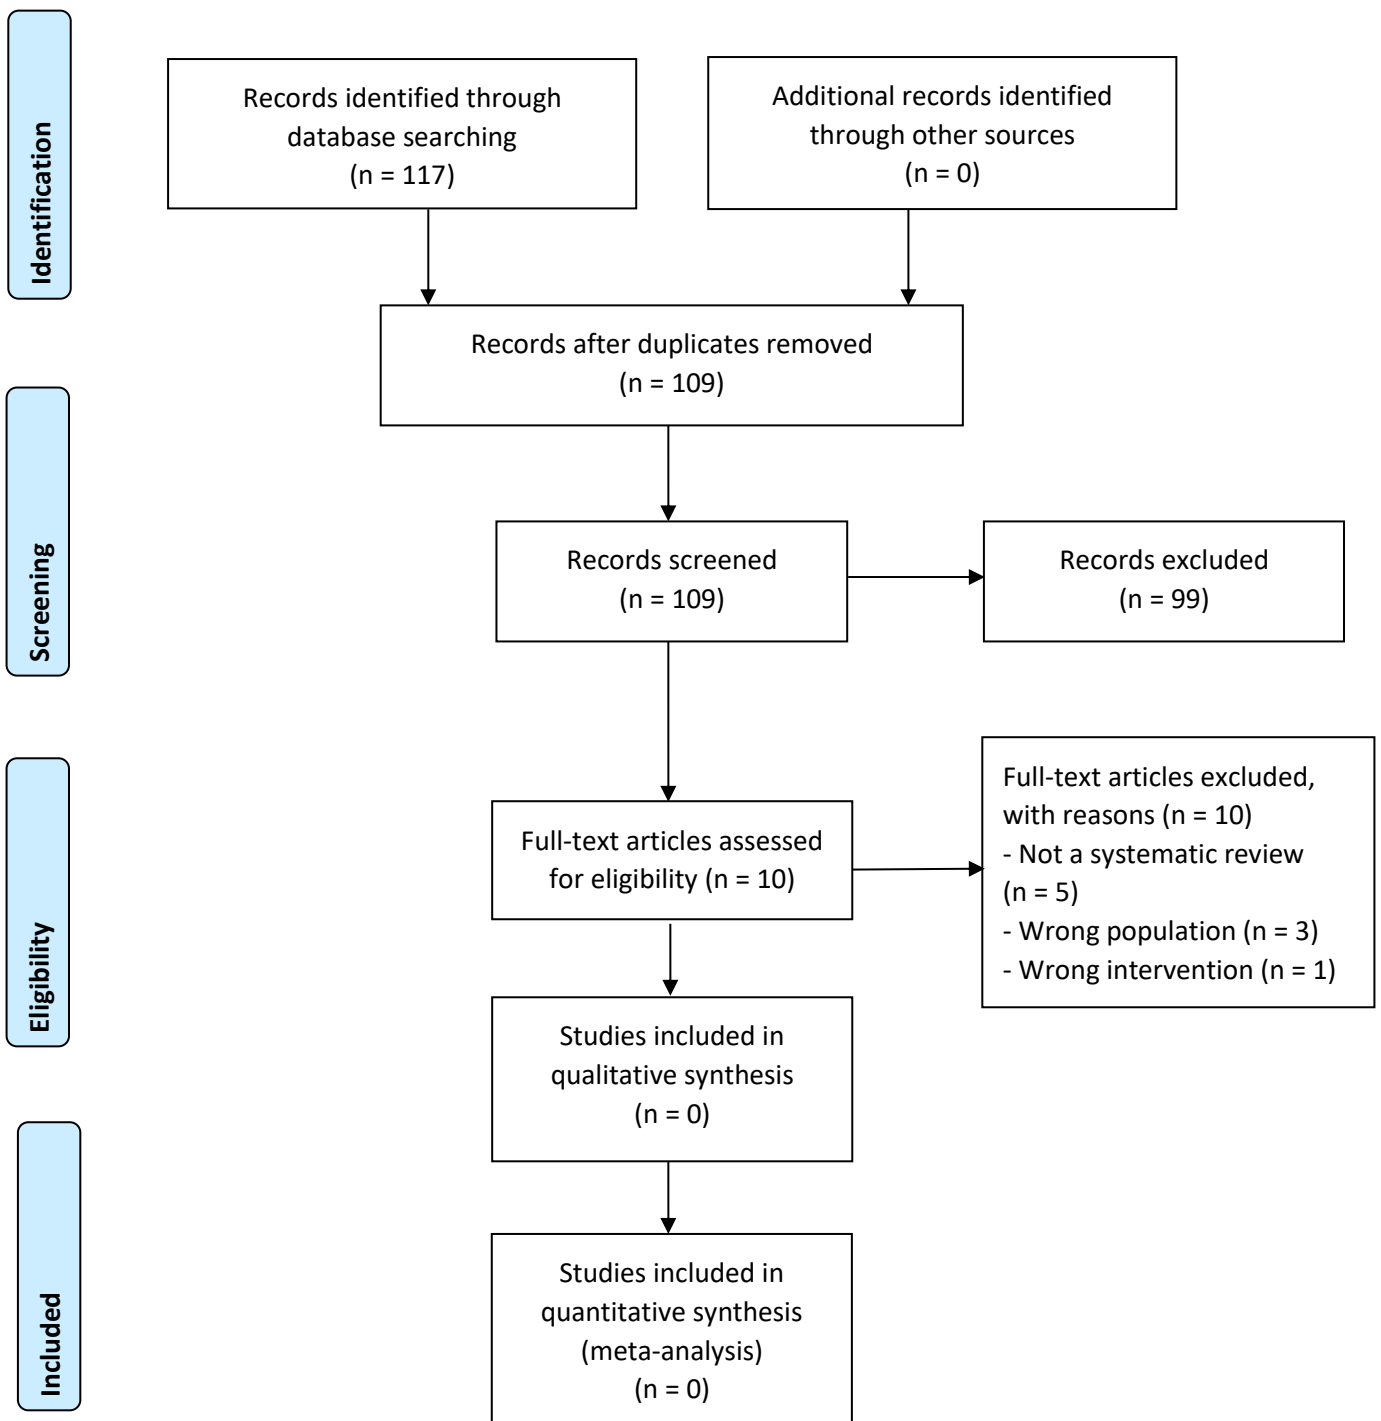 Identification
Records identified through
database searching
(n = 117)
Additional records identified
through other sources
(n = 0)
Records after duplicates removed
(n = 109)
Screening
Records screened
(n = 109)
Records excluded
(n = 99)
Eligibility
Full-text articles assessed
for eligibility (n = 10)
Full-text articles excluded,
with reasons (n = 10)
- Not a systematic review
(n = 5)
- Wrong population (n = 3)
- Wrong intervention (n = 1)
Studies included in
qualitative synthesis
(n = 0)
Included
Studies included in
quantitative synthesis
(meta-analysis)
(n = 0)